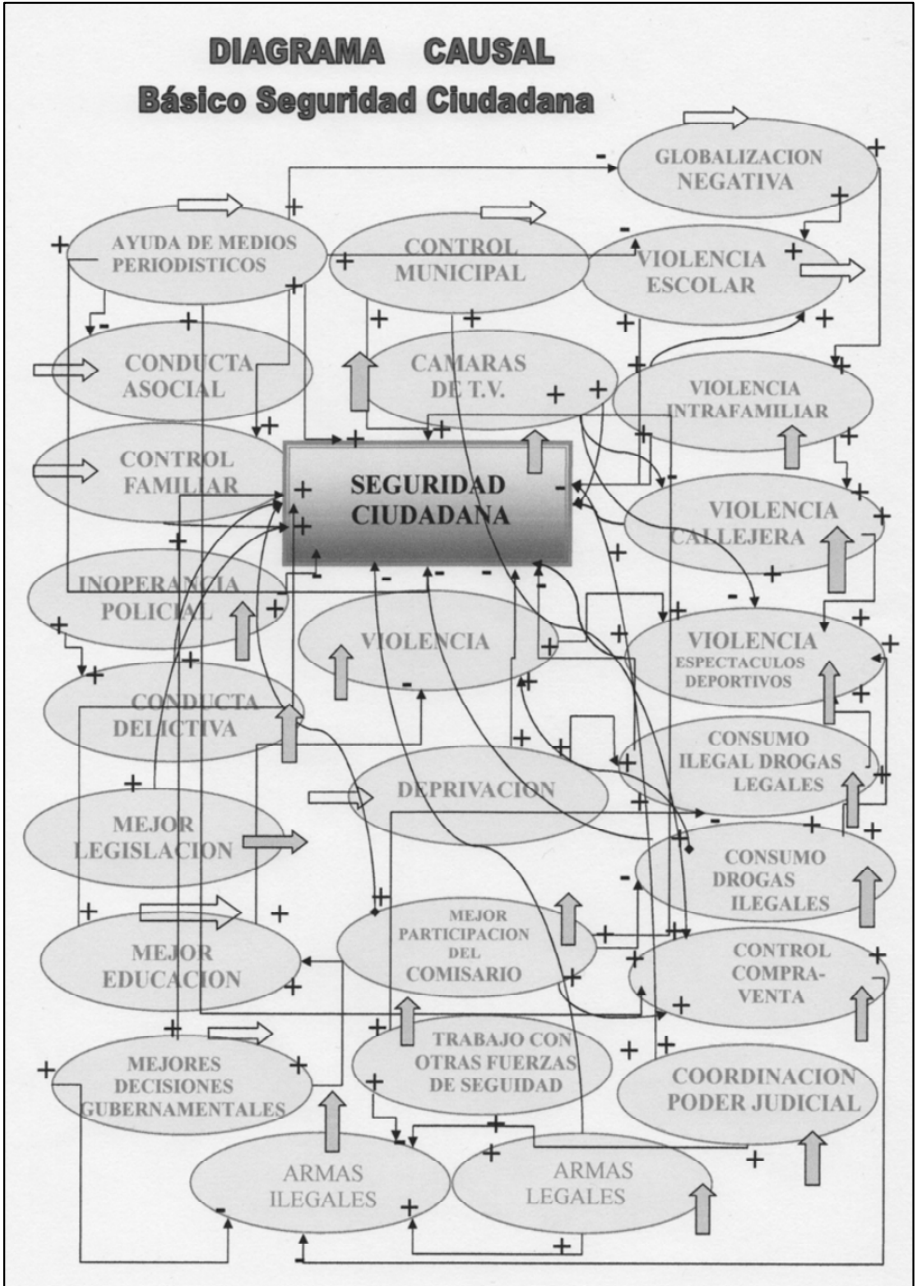 DIAGRAMA CAUSAL
Básico Seguridad Ciudadana
GLOBALIZACION
NEGATIVA
AYUDA DE MEDIOS
PERIODISTICOS
CONTROL
MUNICIPAL
VIOLENCIA
ESCOLAR
CONDUCTA
ASOCIAL
CAMARAS
DE T.V.
VIOLENCIA
INTRAFAMILIAR
CONTROL
FAMILIAR
SEGURIDAD
CIUDADANA
VIOLENCIA
CALLEJERA
INOPERANCIA
POLICIAL
VIOLENCIA
VIOLENCIA
ESPECTACULOS
DEPORTIVOS
CONDUCTA
DELICTIVA
CONSUMO
ILEGAL DROGAS
LEGALES
DEPRIVACION
MEJOR
LEGISLACION
CONSUMO
DROGAS
ILEGALES
MEJOR
EDUCACION
MEJOR
PARTICIPACION
DEL
COMISARIO
CONTROL
COMPRA-
VENTA
MEJORES
DECISIONES
GUBERNAMENTALES
TRABAJO CON
OTRAS FUERZAS
DE SEGUIDAD
COORDINACION
PODER JUDICIAL
ARMAS
ILEGALES
ARMAS
LEGALES